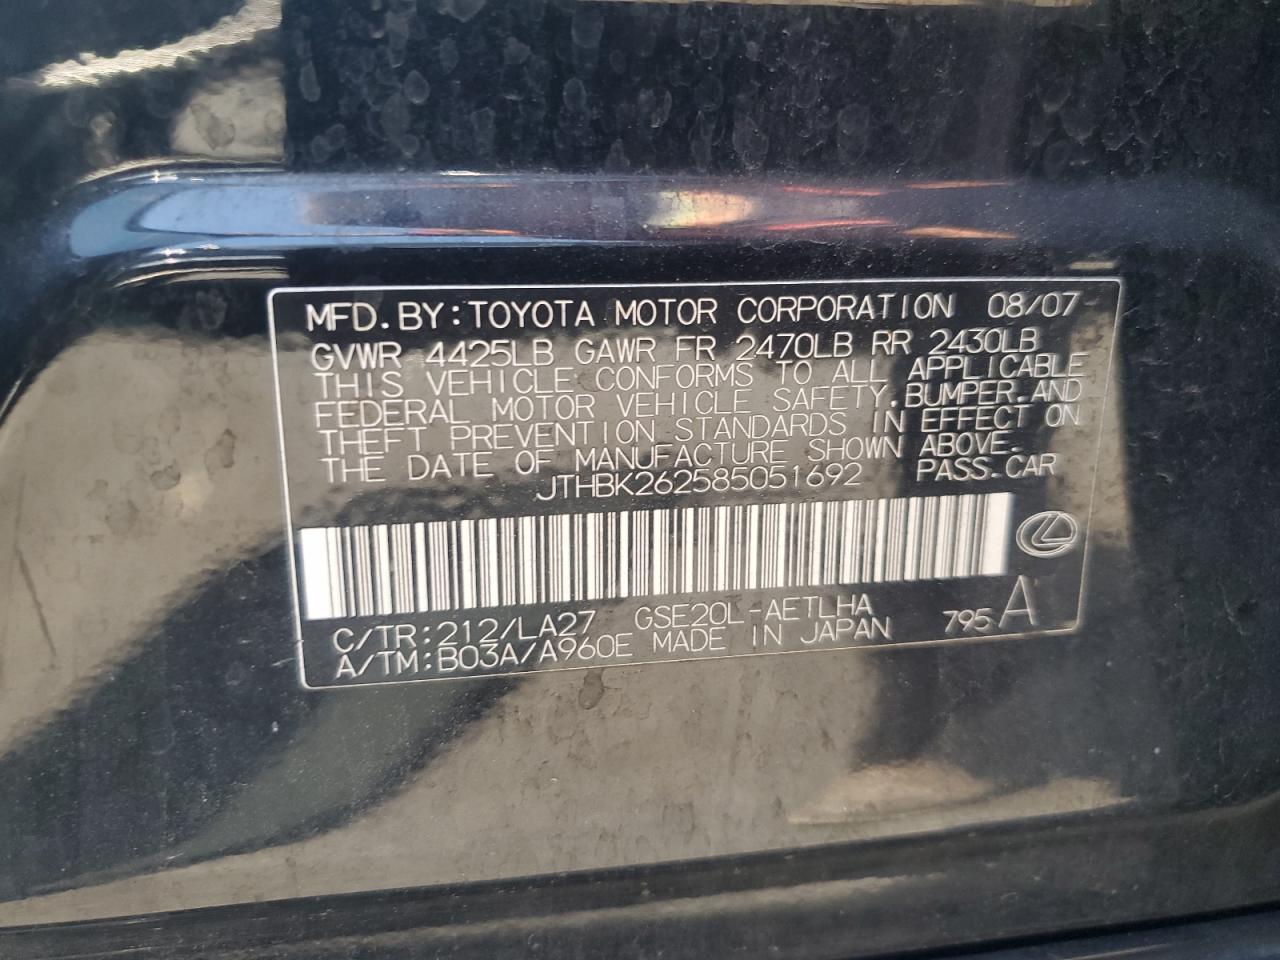 MFD.BY:TOYOTA MOTOR CORPORATION 08/07
GVWR 4425LB GAWR FR 2470LB RR 2430LB
THIS VEHICLE CONFORMS TO ALL APPLICABLE
FEDERAL MOTOR VEHICLE SAFETY,BUMPER,AND
THEFT PREVENTION STANDARDS IN EFFECT ON
THE DATE OF MANUFACTURE SHOWN ABOVE.
JTHBK262585051692 PASS.CAR
C/TR:212/LA27 GSE20L-AETLHA 795 A
A/TM:B03A/A960E MADE IN JAPAN